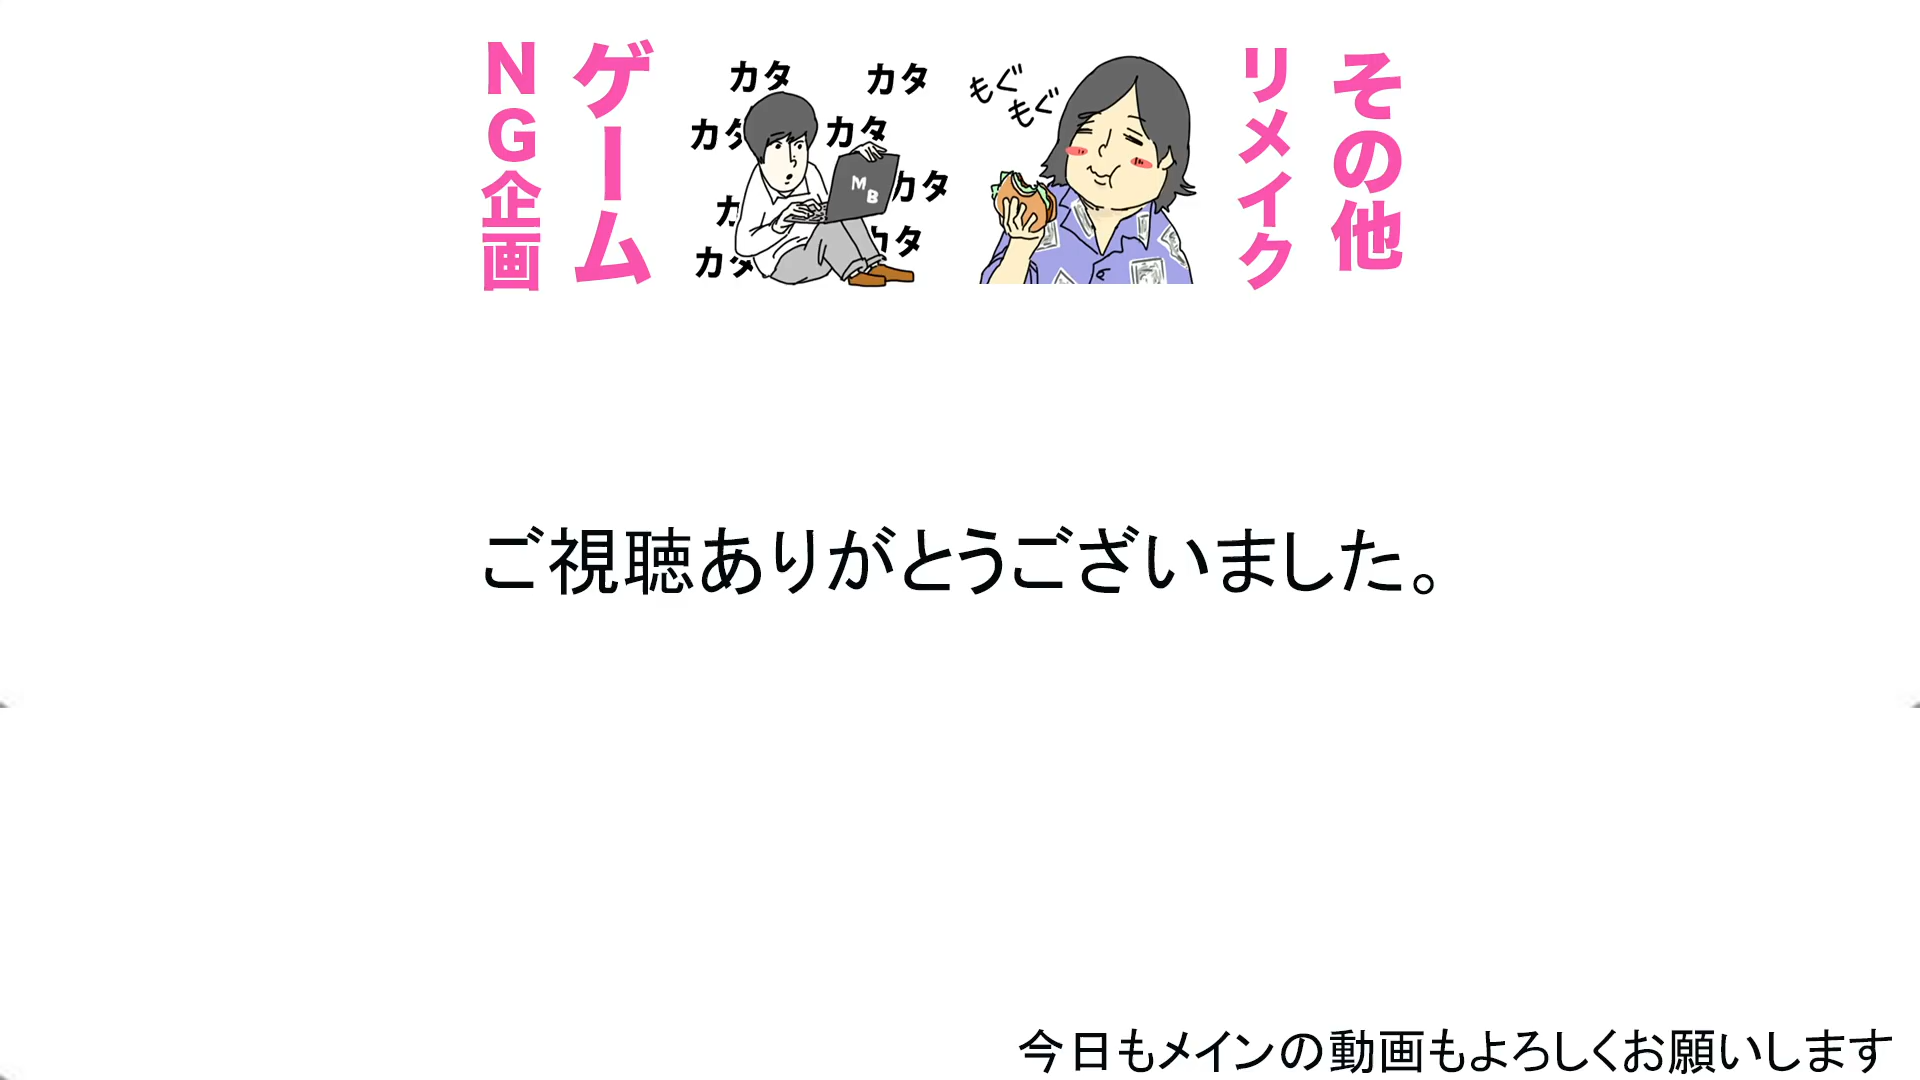 その他
リメイク
ゲーム
NG企画
カタ
カタ
カタ
カタ
カタ
カタ
カ
カタ
もぐ
もぐ
MB
ご視聴ありがとうございました。
今日もメインの動画もよろしくお願いします